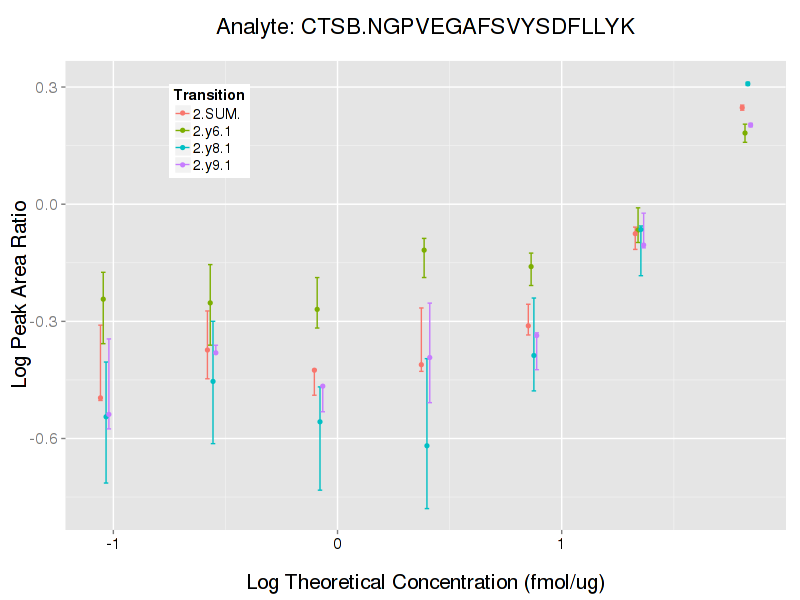 Analyte: CTSB.NGPVEGAFSVYSDFLLYK
Transition
2.SUM.
2.y6.1
2.y8.1
2.y9.1
Log Peak Area Ratio
0.3
0.0
-0.3
-0.6
-1
0
1
Log Theoretical Concentration (fmol/ug)